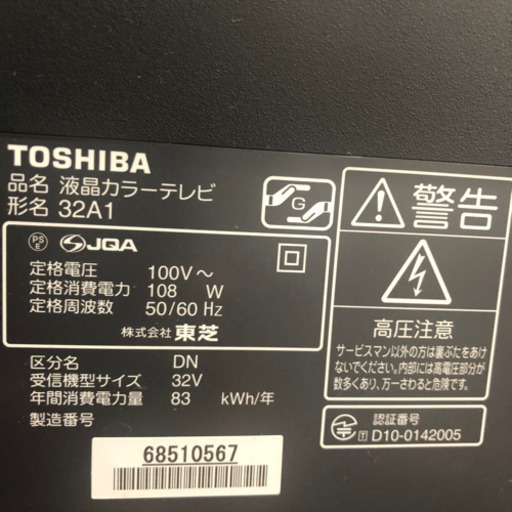 TOSHIBA
品名 液晶カラーテレビ
形名 32A1
G
PS
E
JQA
定格電圧 100V～
定格消費電力 108 W
定格周波数 50/60 Hz
株式会社 東芝
区分名 DN
受信機型サイズ 32V
年間消費電力量 83 kWh/年
製造番号
68510567
警告
高圧注意
サービスマン以外の方は裏ぶたをあけ
ないでください。内部には高電圧部分が
数多くあり、万一さわると危険です。
認証番号
T D10-0142005